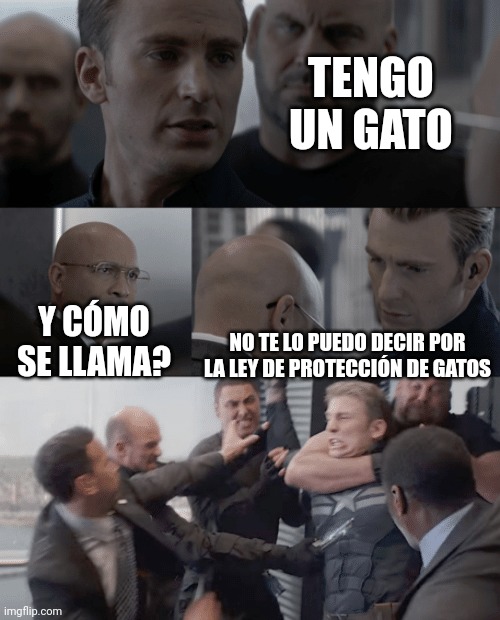 TENGO
UN GATO
Y CÓMO
SE LLAMA?
NO TE LO PUEDO DECIR POR
LA LEY DE PROTECCIÓN DE GATOS
imgflip.com